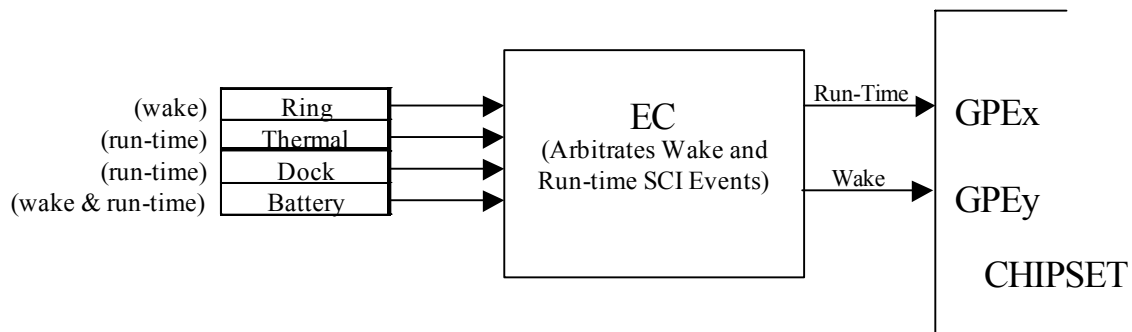 (wake) Ring
(run-time) Thermal
(run-time) Dock
(wake & run-time) Battery
EC
(Arbitrates Wake and
Run-time SCI Events)
Run-Time
Wake
GPEx
GPEy
CHIPSET